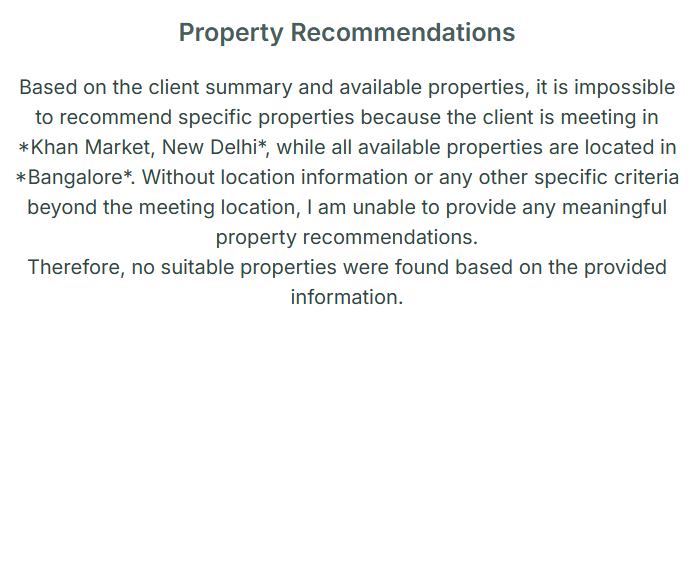 Property Recommendations
Based on the client summary and available properties, it is impossible
to recommend specific properties because the client is meeting in
*Khan Market, New Delhi*, while all available properties are located in
*Bangalore*. Without location information or any other specific criteria
beyond the meeting location, I am unable to provide any meaningful
property recommendations.
Therefore, no suitable properties were found based on the provided
information.